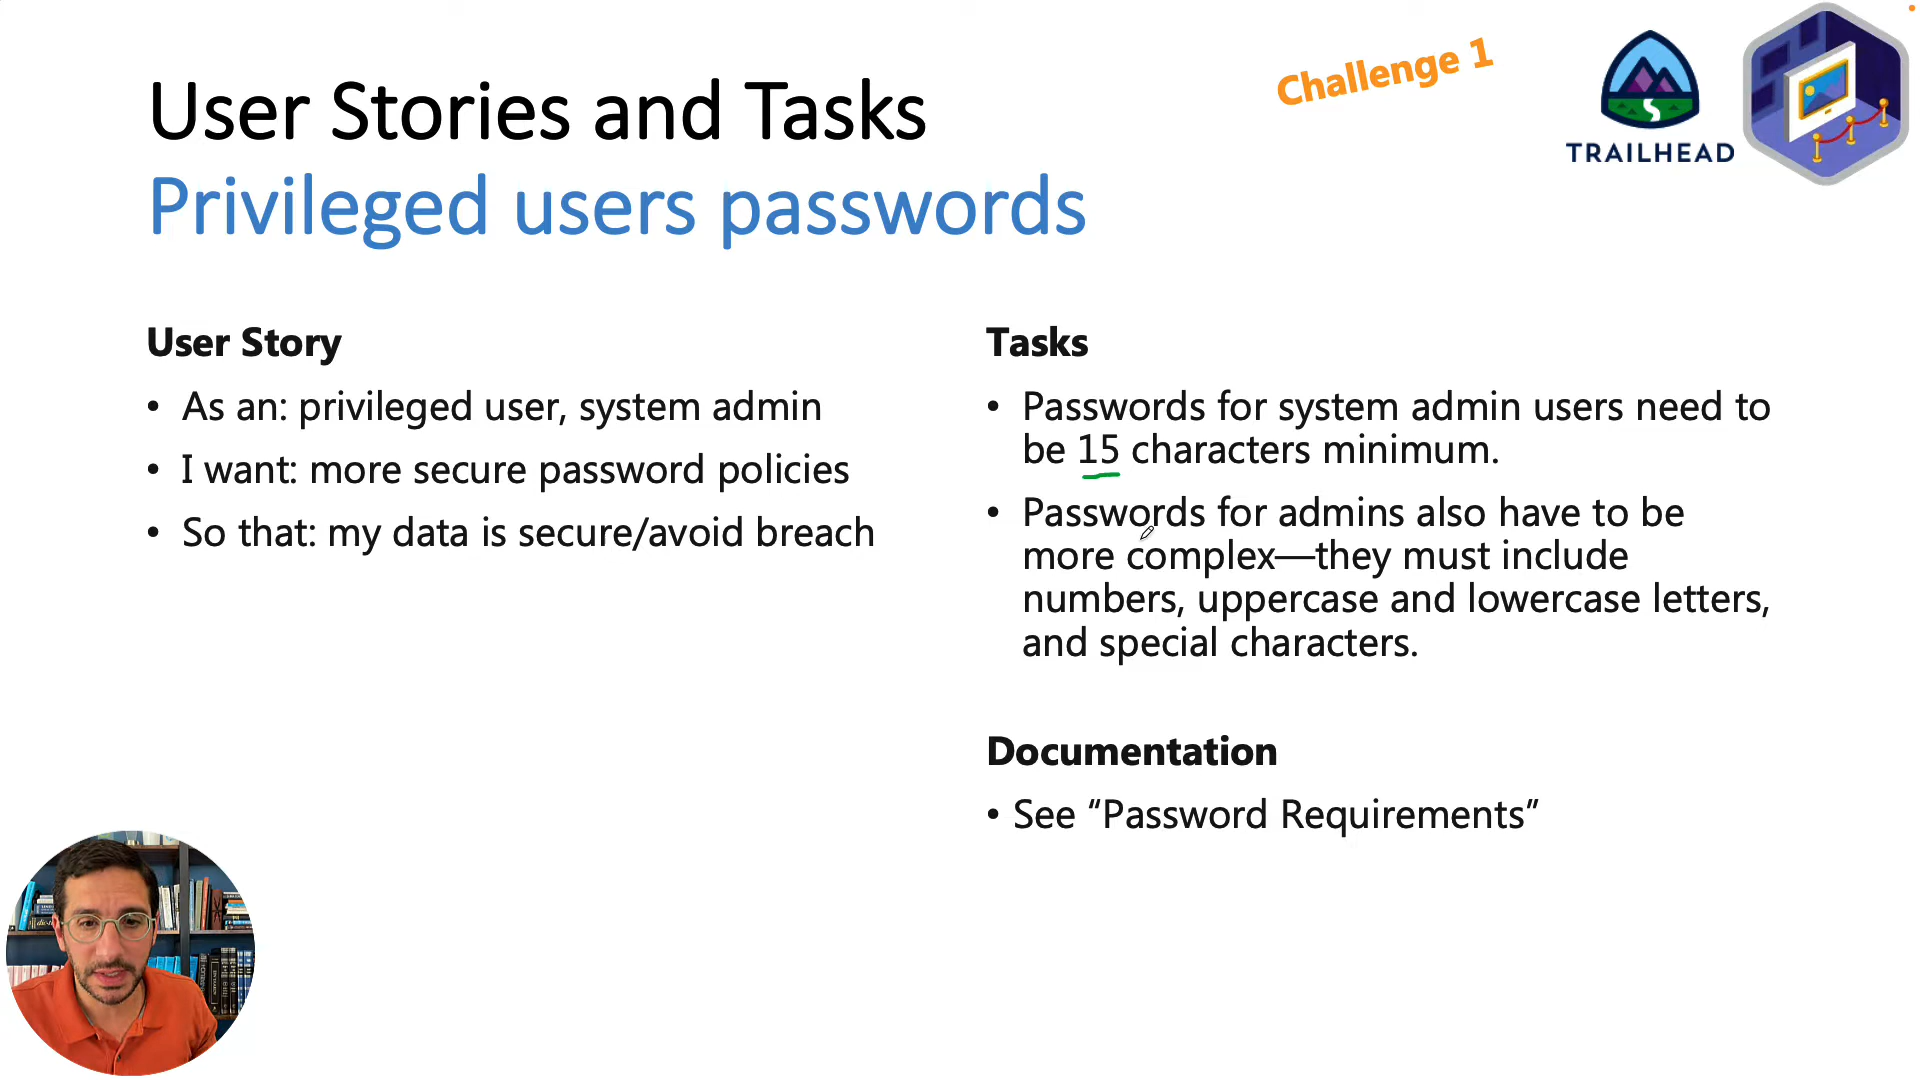 User Stories and Tasks
Privileged users passwords
Challenge 1
TRAILHEAD
User Story
• As an: privileged user, system admin
• I want: more secure password policies
• So that: my data is secure/avoid breach
Tasks
• Passwords for system admin users need to
be 15 characters minimum.
• Passwords for admins also have to be
more complex—they must include
numbers, uppercase and lowercase letters,
and special characters.
Documentation
• See “Password Requirements”